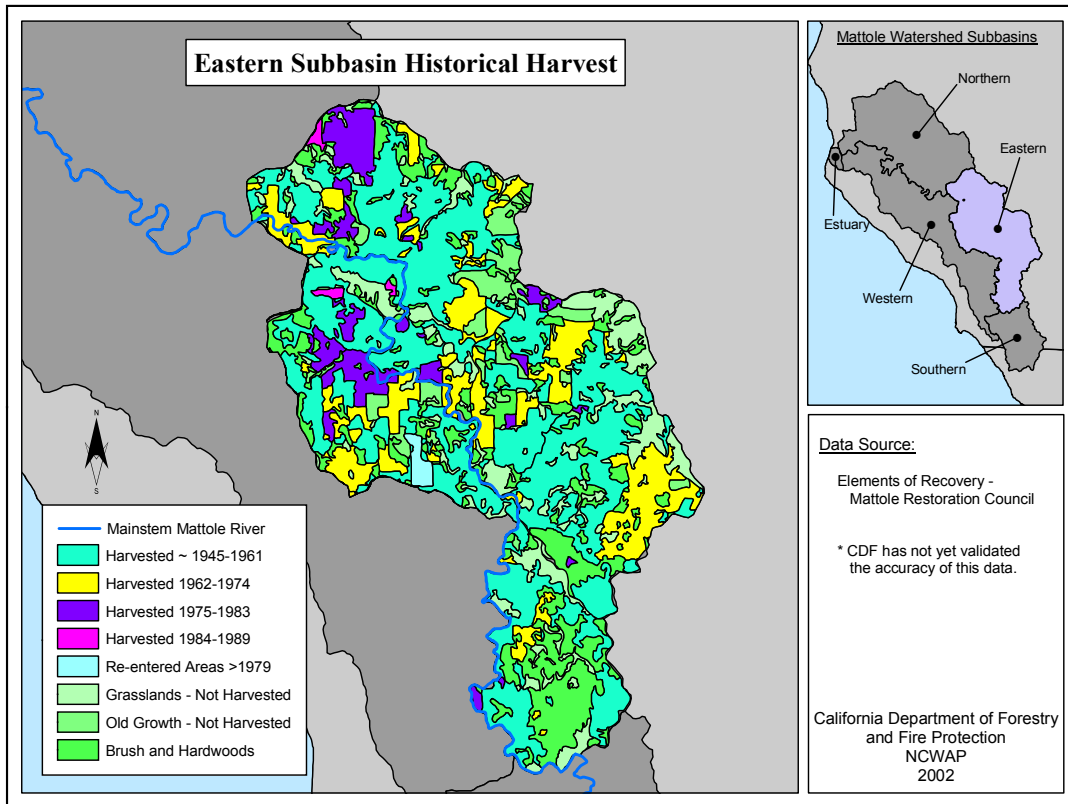 Eastern Subbasin Historical Harvest
N
S
Mainstem Mattole River
Harvested ~ 1945-1961
Harvested 1962-1974
Harvested 1975-1983
Harvested 1984-1989
Re-entered Areas >1979
Grasslands - Not Harvested
Old Growth - Not Harvested
Brush and Hardwoods
Mattole Watershed Subbasins
Northern
Eastern
Estuary
Western
Southern
Data Source:
Elements of Recovery -
Mattole Restoration Council
* CDF has not yet validated
the accuracy of this data.
California Department of Forestry
and Fire Protection
NCWAP
2002